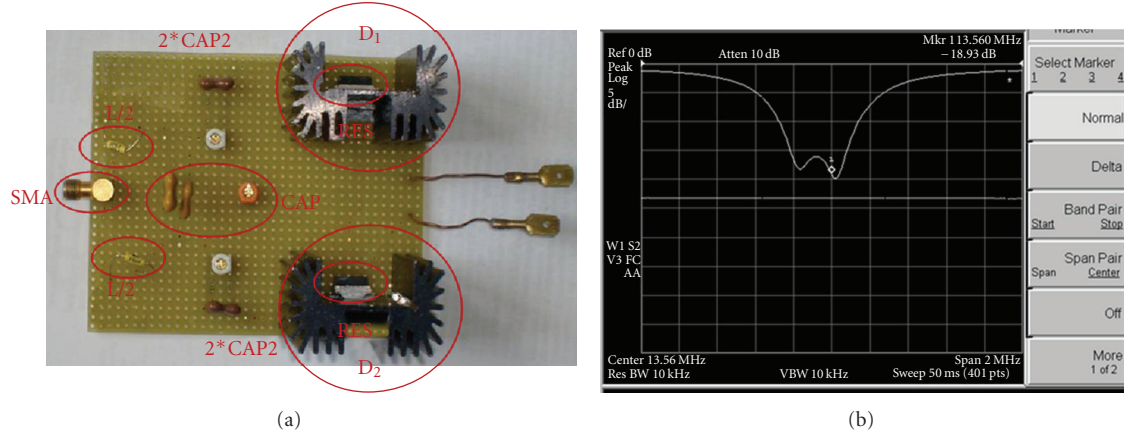 D1
2*CAP2
L/2
RES
SMA
CAP
L/2
RES
2*CAP2
D2
(a)
Mkr 113.560 MHz
Ref 0 dB
Atten 10 dB
−18.93 dB
Peak
Log
5
dB/
1
W1 S2
V3 FC
AA
Center 13.56 MHz
Span 2 MHz
Res BW 10 kHz
VBW 10 kHz
Sweep 50 ms (401 pts)
Marker
Select Marker
1 2 3 4
Normal
Delta
Band Pair
Start Stop
Span Pair
Span Center
Off
More
1 of 2
(b)